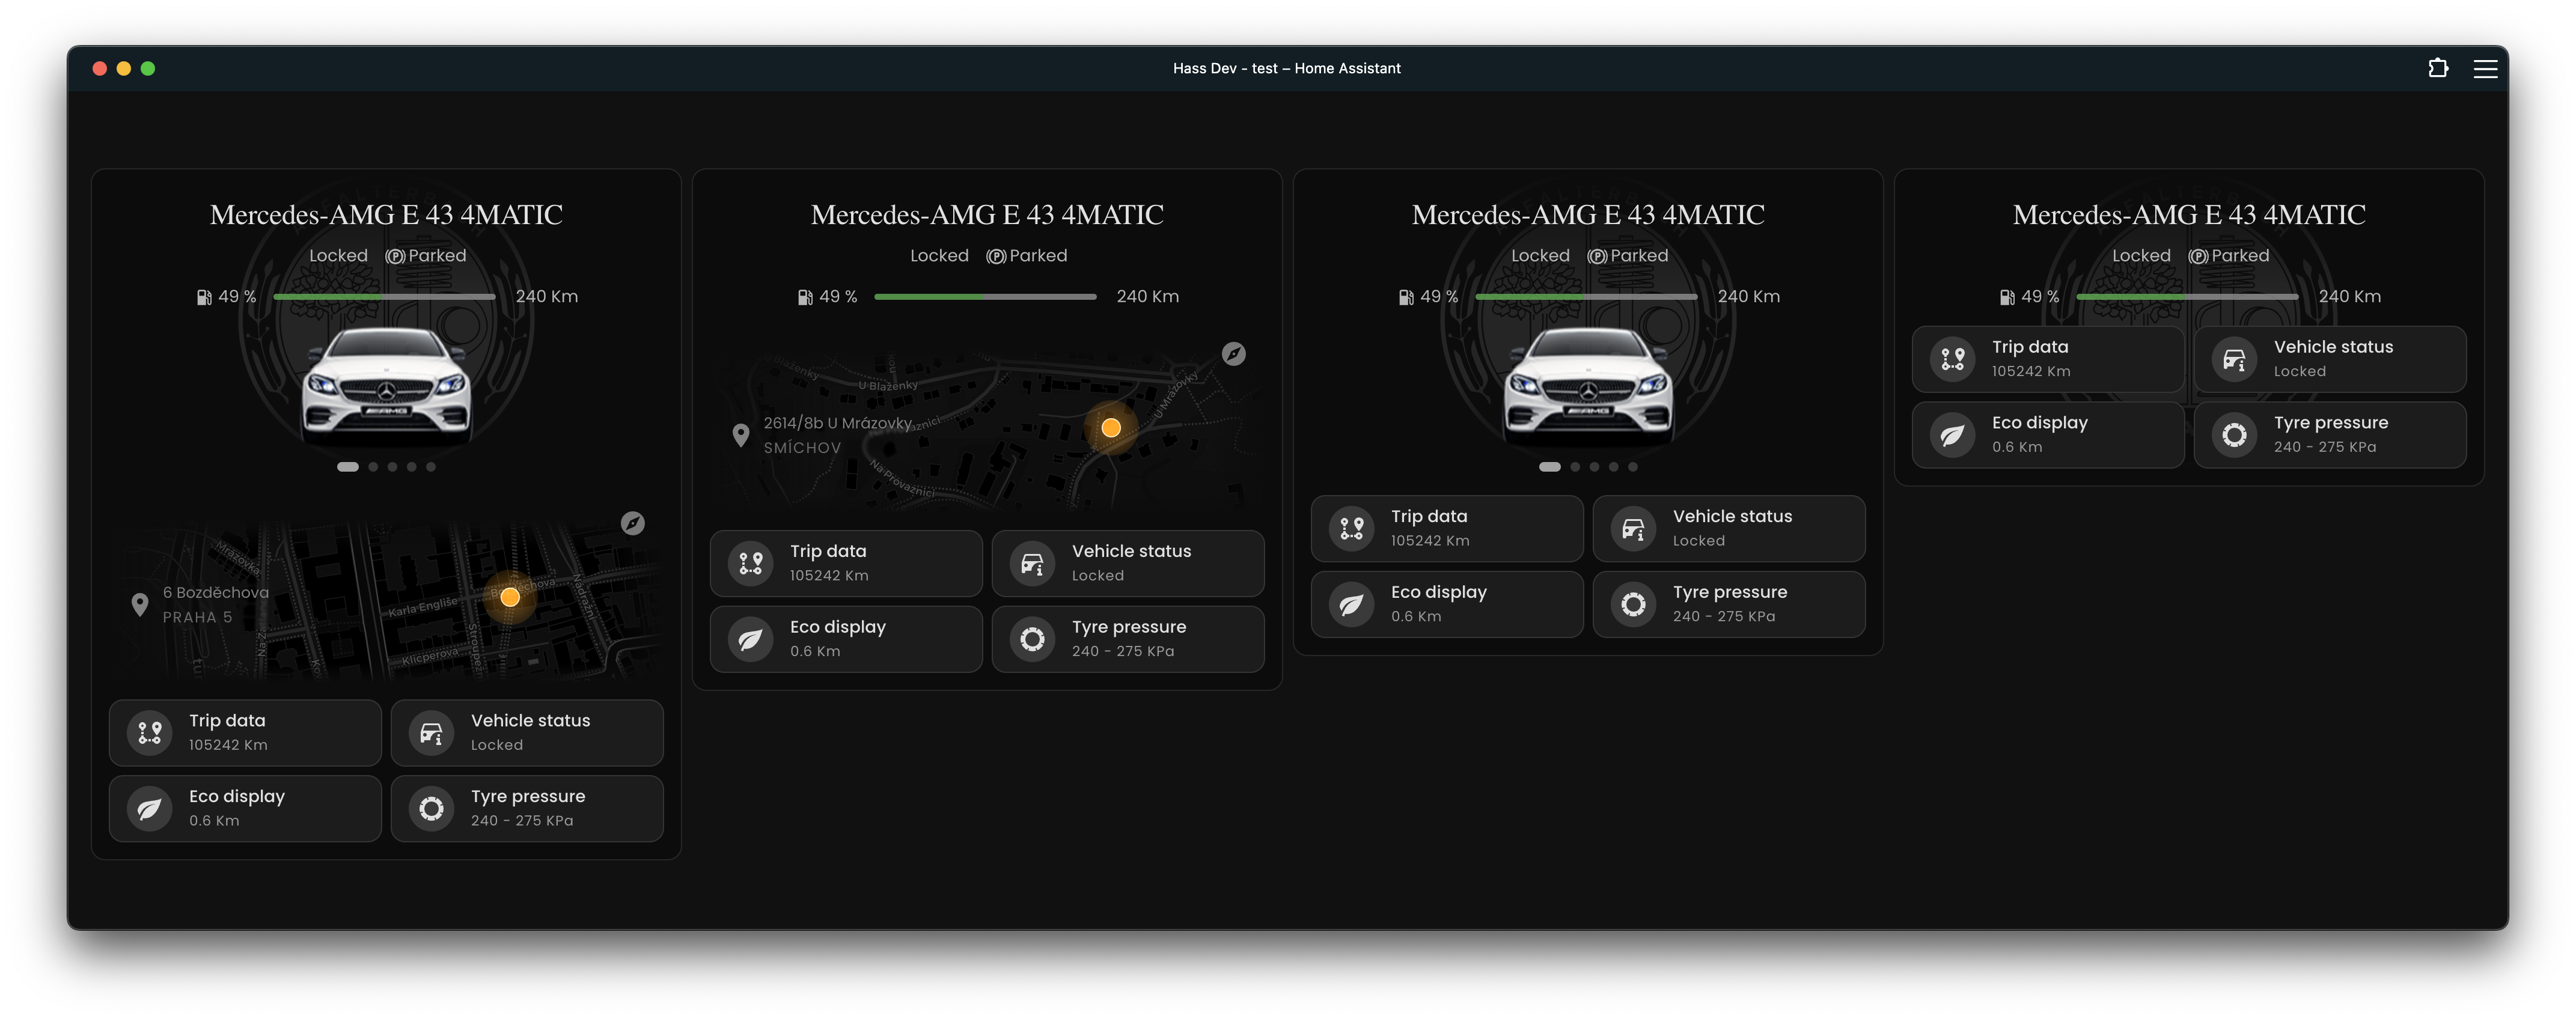 Hass Dev - test – Home Assistant
Mercedes-AMG E 43 4MATIC
Locked Parked
49 % 240 Km
AMG
6 Bozděchova
PRAHA 5
Mrázovka
Karla Engliše
Bozděchova
Nádražní
Klicperova
Stroupež
Trip data
105242 Km
Vehicle status
Locked
Eco display
0.6 Km
Tyre pressure
240 - 275 KPa
Mercedes-AMG E 43 4MATIC
Locked Parked
49 % 240 Km
U Blaženky
U Mrázovky
2614/8b U Mrázovky
SMÍCHOV
Na Provaznici
Trip data
105242 Km
Vehicle status
Locked
Eco display
0.6 Km
Tyre pressure
240 - 275 KPa
Mercedes-AMG E 43 4MATIC
Locked Parked
49 % 240 Km
AMG
Trip data
105242 Km
Vehicle status
Locked
Eco display
0.6 Km
Tyre pressure
240 - 275 KPa
Mercedes-AMG E 43 4MATIC
Locked Parked
49 % 240 Km
Trip data
105242 Km
Vehicle status
Locked
Eco display
0.6 Km
Tyre pressure
240 - 275 KPa